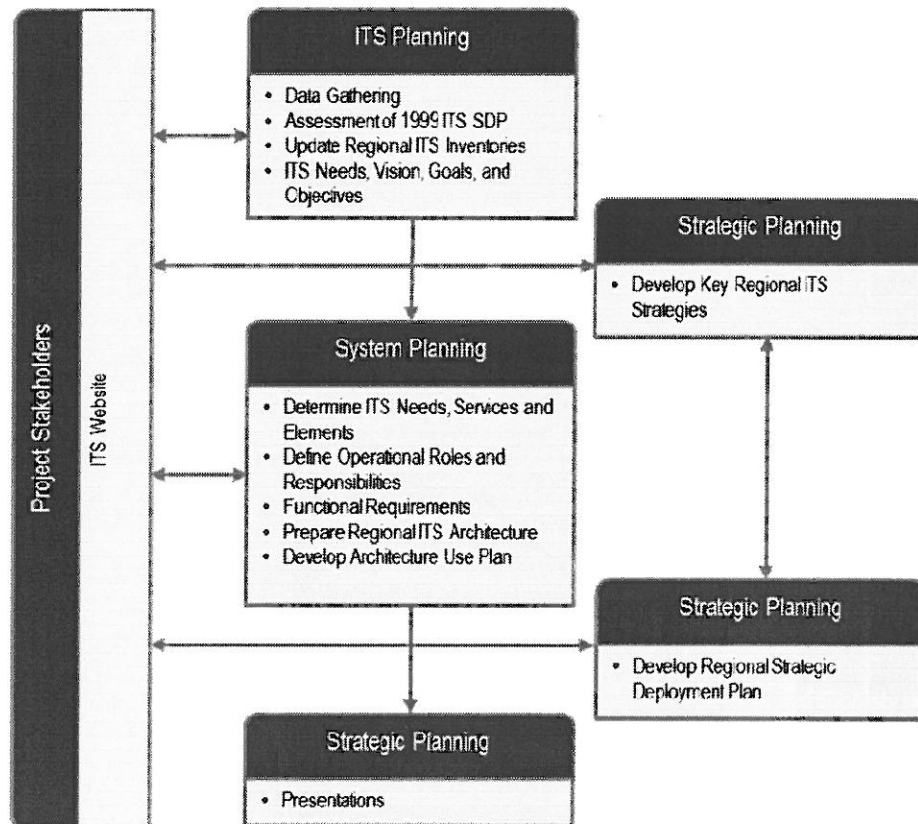 Project Stakeholders
ITS Website
ITS Planning
• Data Gathering
• Assessment of 1999 ITS SDP
• Update Regional ITS Inventories
• ITS Needs, Vision, Goals, and
Objectives
Strategic Planning
• Develop Key Regional ITS
Strategies
System Planning
• Determine ITS Needs, Services and
Elements
• Define Operational Roles and
Responsibilities
• Functional Requirements
• Prepare Regional ITS Architecture
• Develop Architecture Use Plan
Strategic Planning
• Develop Regional Strategic
Deployment Plan
Strategic Planning
• Presentations